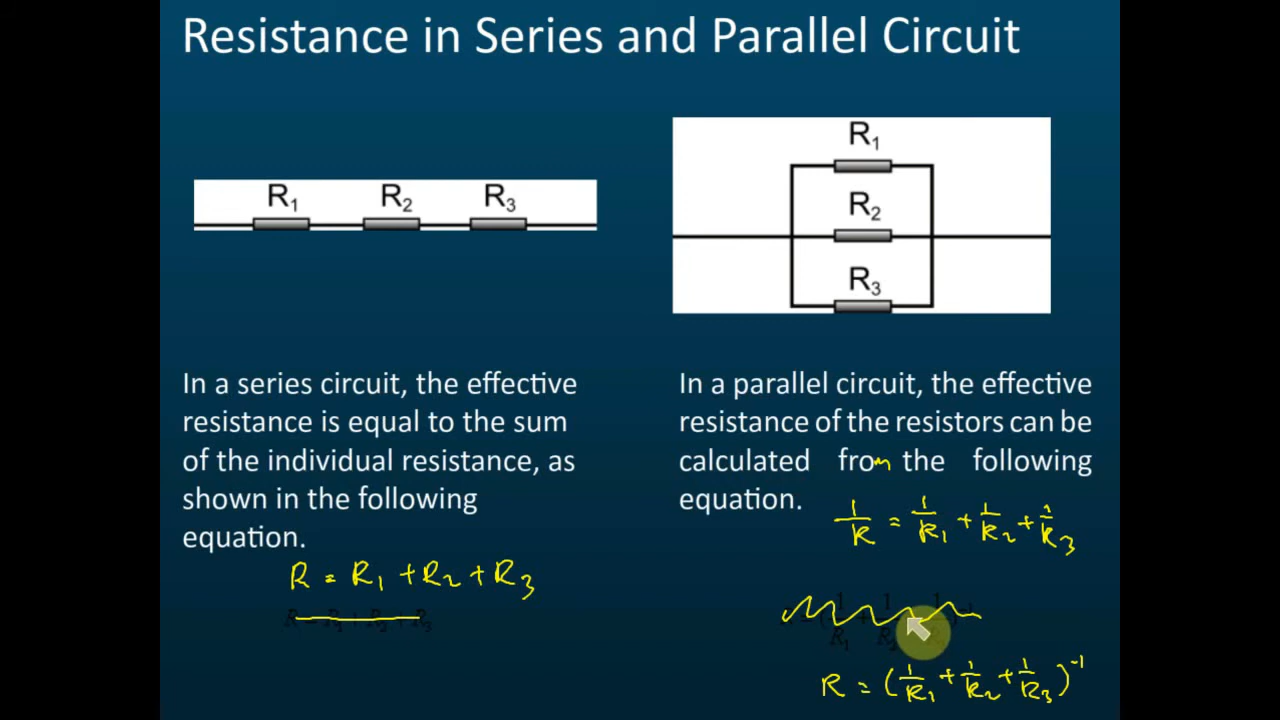 Resistance in Series and Parallel Circuit
R₁ R₂ R₃
In a series circuit, the effective
resistance is equal to the sum
of the individual resistance, as
shown in the following
equation.
R = R₁ + R₂ + R₃
R₁
R₂
R₃
In a parallel circuit, the effective
resistance of the resistors can be
calculated from the following
equation.
1/R = 1/R₁ + 1/R₂ + 1/R₃
R = (1/R₁ + 1/R₂ + 1/R₃)⁻¹